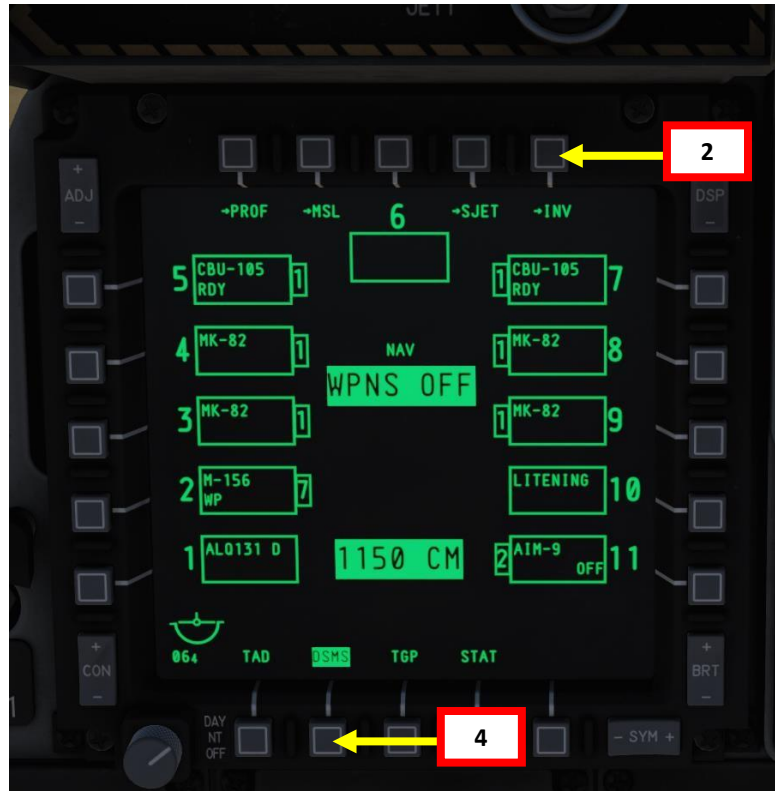 JETT
2
+
ADJ
-
DSP
-
→PROF →MSL 6 →SJET →INV
5 CBU-105 RDY 1
1 CBU-105 RDY 7
4 MK-82 1
NAV
1 MK-82 8
WPNS OFF
3 MK-82 1
1 MK-82 9
2 M-156 WP 7
LITENING 10
1 ALQ131 D
1150 CM
2 AIM-9 OFF 11
064 TAD DSMS TGP STAT
+
CON
-
+
BRT
-
DAY
NT
OFF
4
- SYM +
1